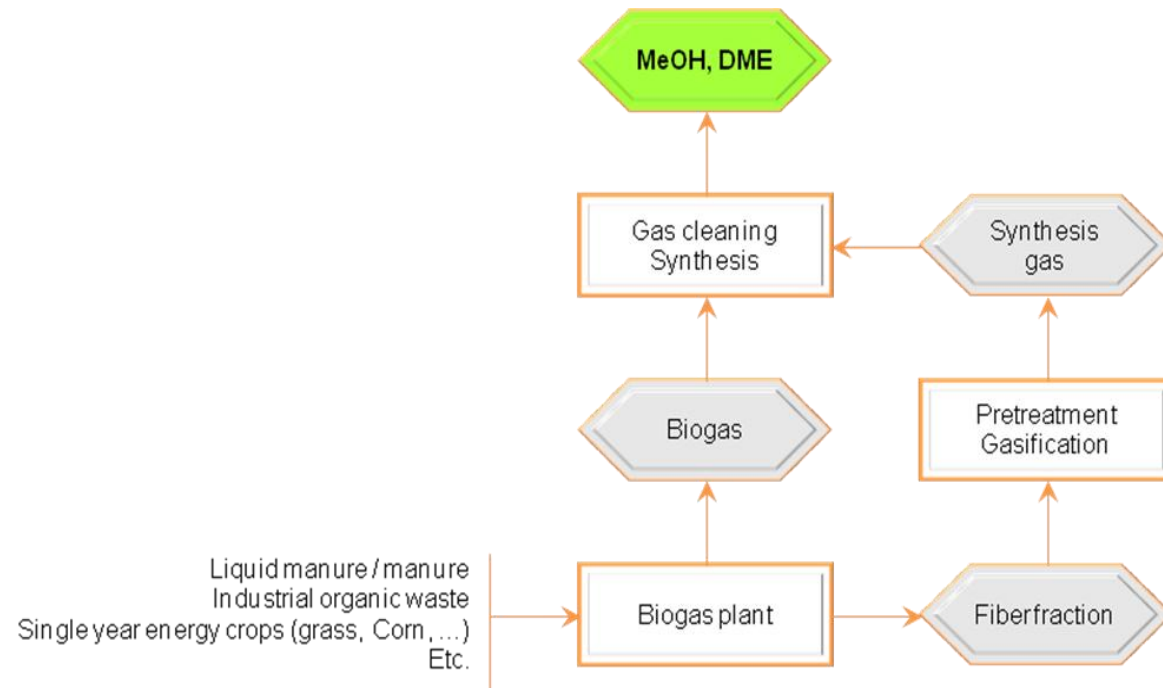 MeOH, DME
Gas cleaning
Synthesis
Synthesis
gas
Biogas
Pretreatment
Gasification
Liquid manure / manure
Industrial organic waste
Single year energy crops (grass, Corn, ...)
Etc.
Biogas plant
Fiberfraction